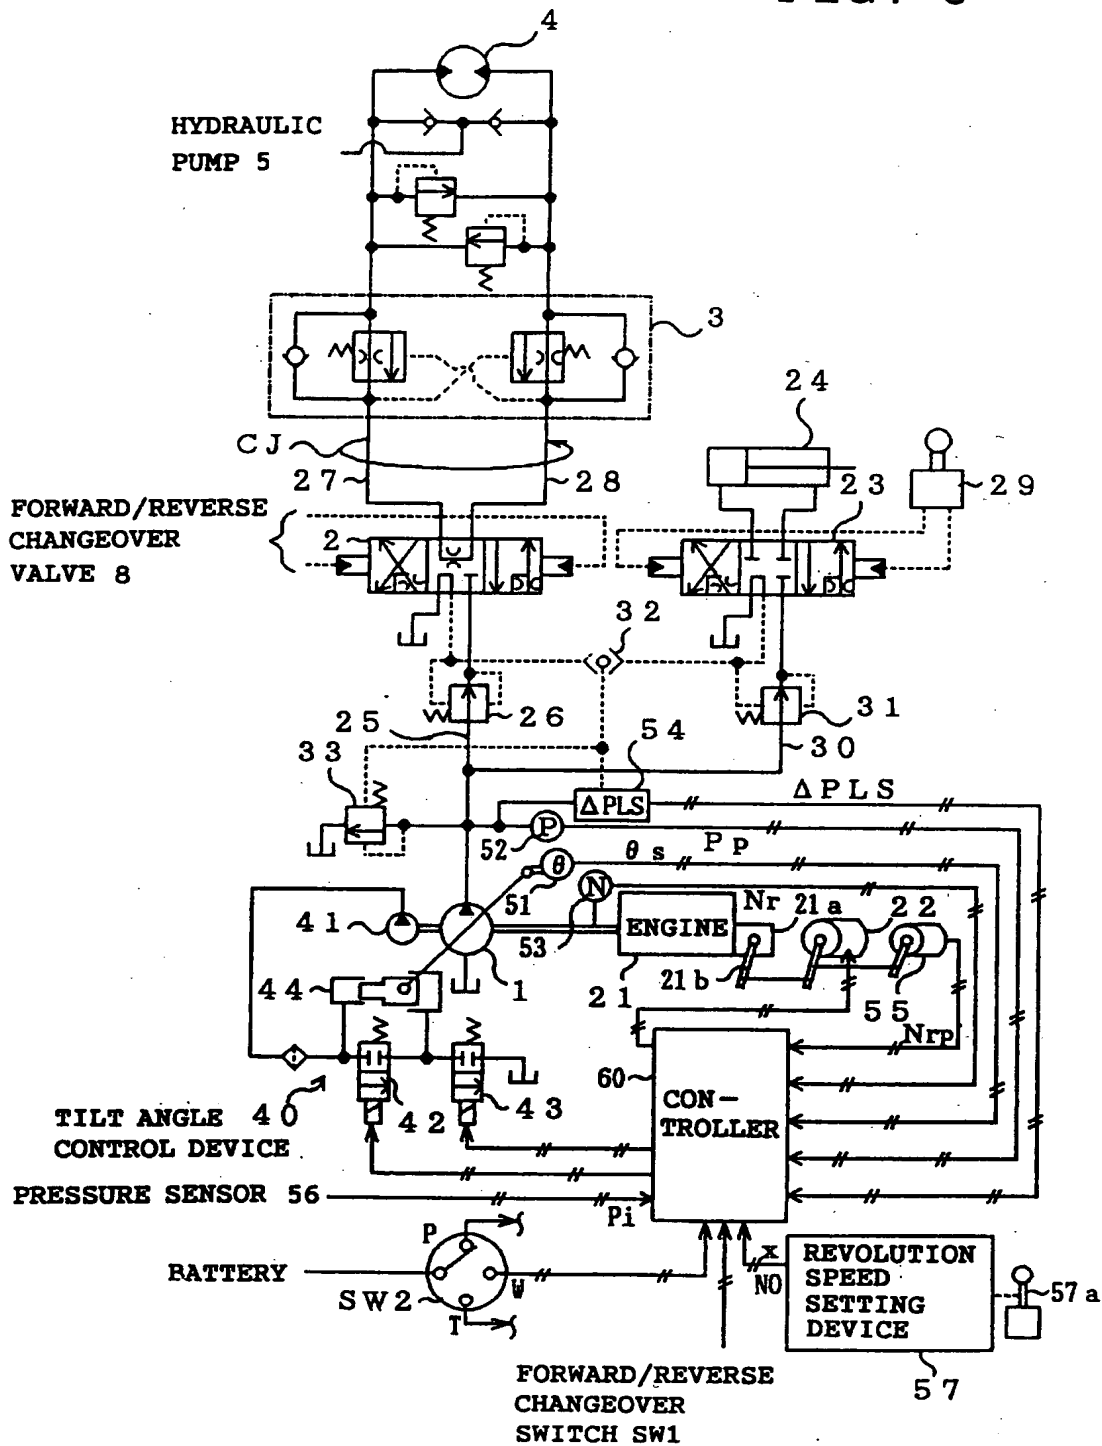 4
HYDRAULIC
PUMP 5
3
CJ
27
28
24
23
29
FORWARD/REVERSE
CHANGEOVER
VALVE 8
2
32
26
31
25
30
54
33
ΔPLS
ΔPLS
P
52
Pp
θs
θ
51
N
53
41
1
ENGINE
Nr
21a
22
21
21b
55
Nrp
44
60
CON-
TROLLER
TILT ANGLE 40
CONTROL DEVICE
42
43
PRESSURE SENSOR 56
Pi
P
BATTERY
W
SW2
T
X
NO
REVOLUTION
SPEED
SETTING
DEVICE
57a
57
FORWARD/REVERSE
CHANGEOVER
SWITCH SW1